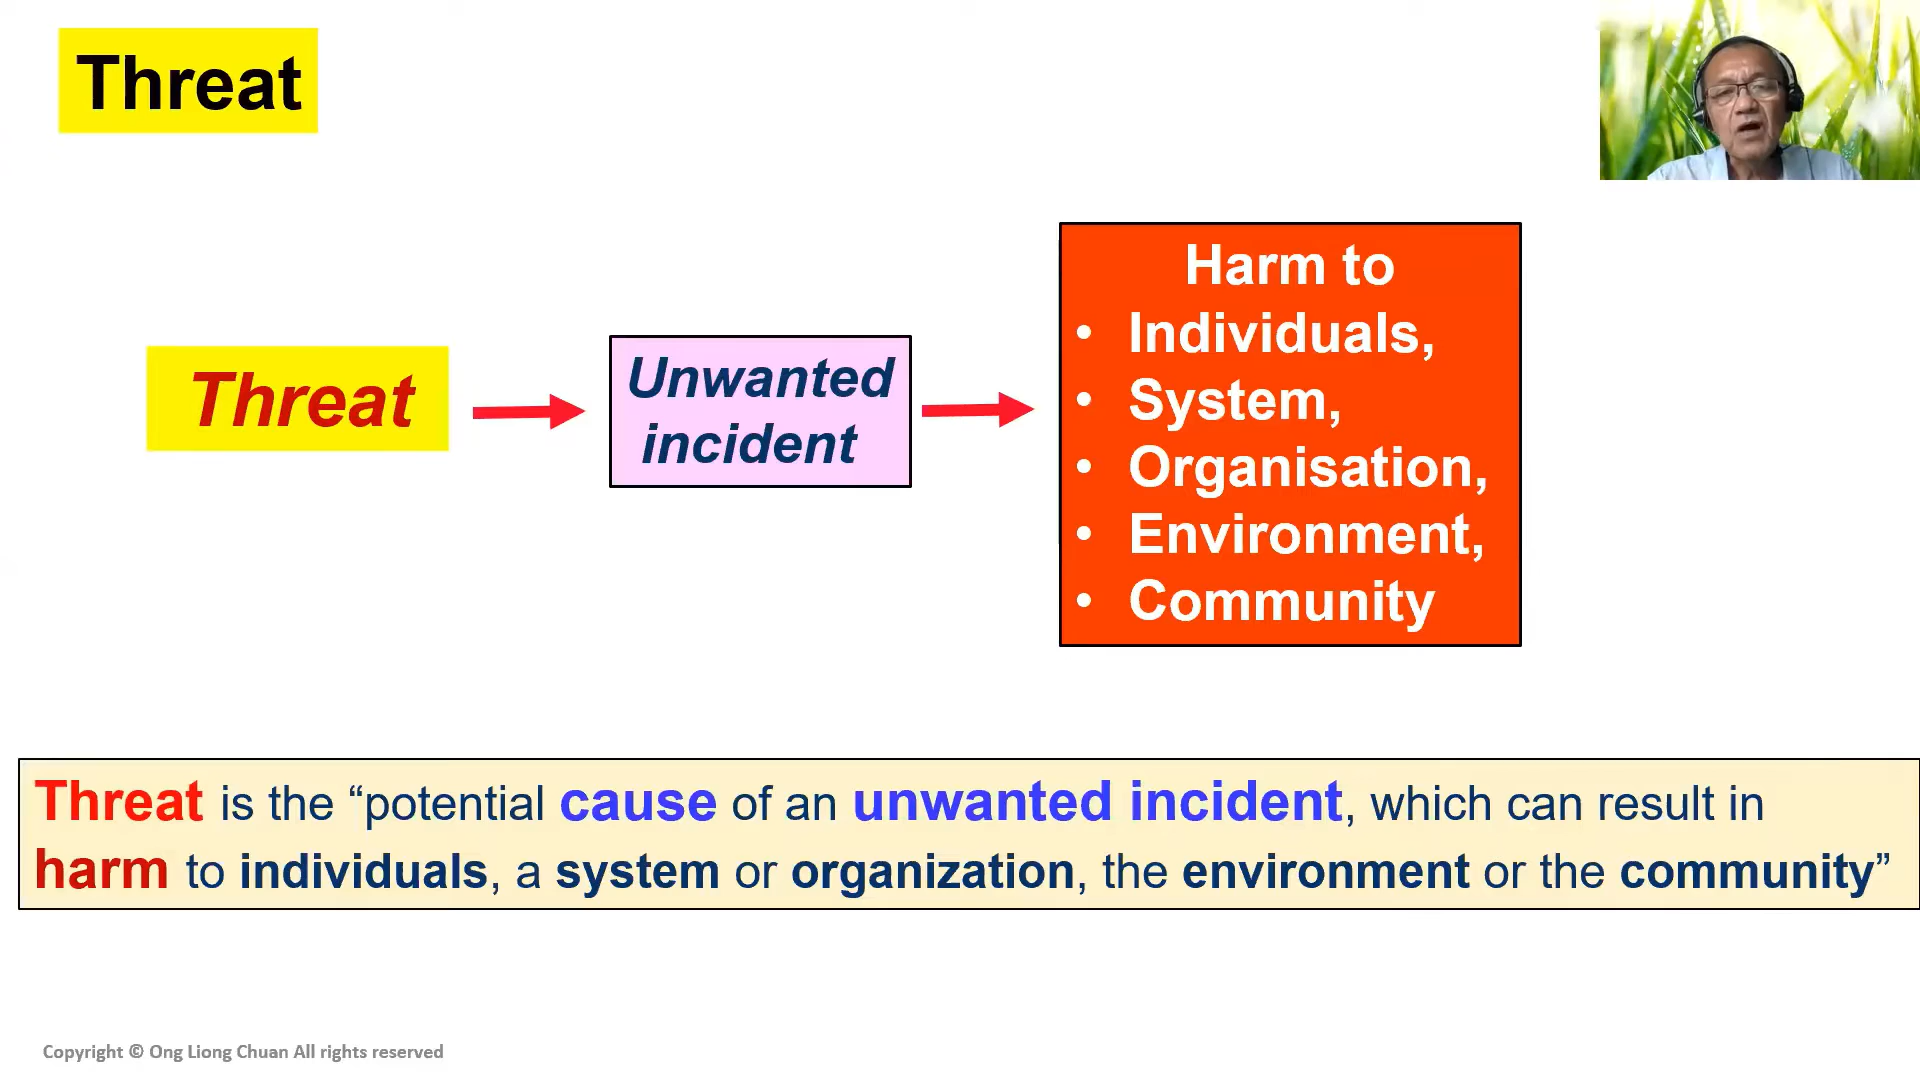 Threat
Threat
Unwanted
incident
Harm to
• Individuals,
• System,
• Organisation,
• Environment,
• Community
Threat is the “potential cause of an unwanted incident, which can result in
harm to individuals, a system or organization, the environment or the community”
Copyright © Ong Liong Chuan All rights reserved